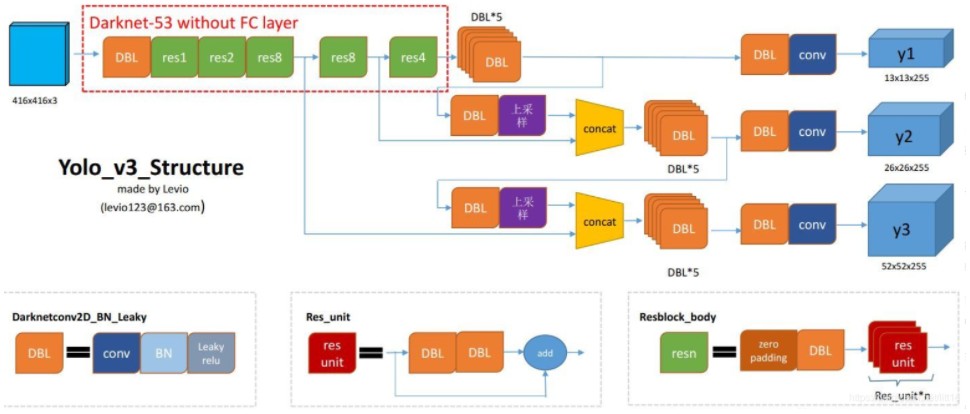 Darknet-53 without FC layer
DBL*5
DBL
res1
res2
res8
res8
res4
DBL
DBL
conv
y1
416x416x3
13x13x255
DBL
上采
样
concat
DBL
DBL
conv
y2
DBL*5
26x26x255
Yolo_v3_Structure
made by Levio
(levio123@163.com)
DBL
上采
样
concat
DBL
DBL
conv
y3
DBL*5
52x52x255
Darknetconv2D_BN_Leaky
DBL
conv
BN
Leaky
relu
Res_unit
res
unit
DBL
DBL
add
Resblock_body
resn
zero
padding
DBL
res
unit
Res_unit*n